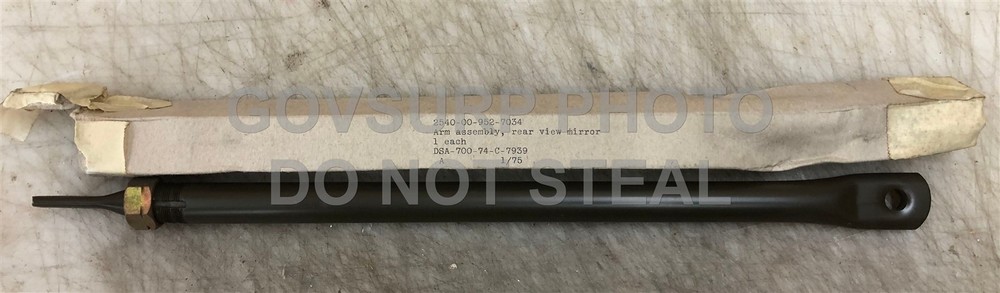 GOVSURP PHOTO
2540-00-952-7034
Arm assembly, rear view mirror
1 each
DSA-700-74-C-7939
A 1/75
DO NOT STEAL